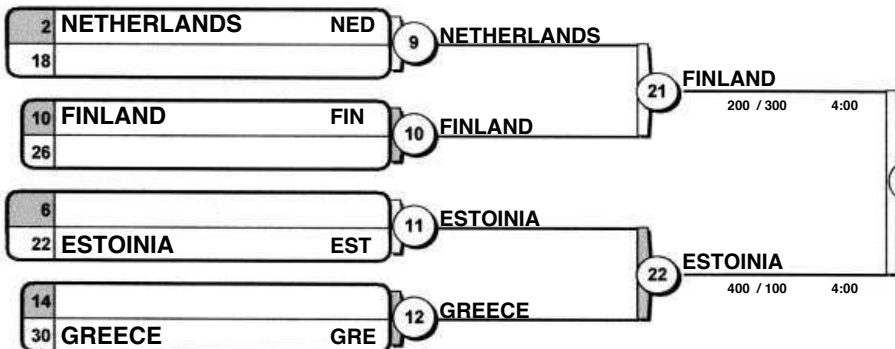 2 NETHERLANDS NED
18
9 NETHERLANDS
10 FINLAND FIN
26
10 FINLAND
21 FINLAND
200 / 300 4:00
6
22 ESTOINIA EST
11 ESTOINIA
14
30 GREECE GRE
12 GREECE
22 ESTOINIA
400 / 100 4:00